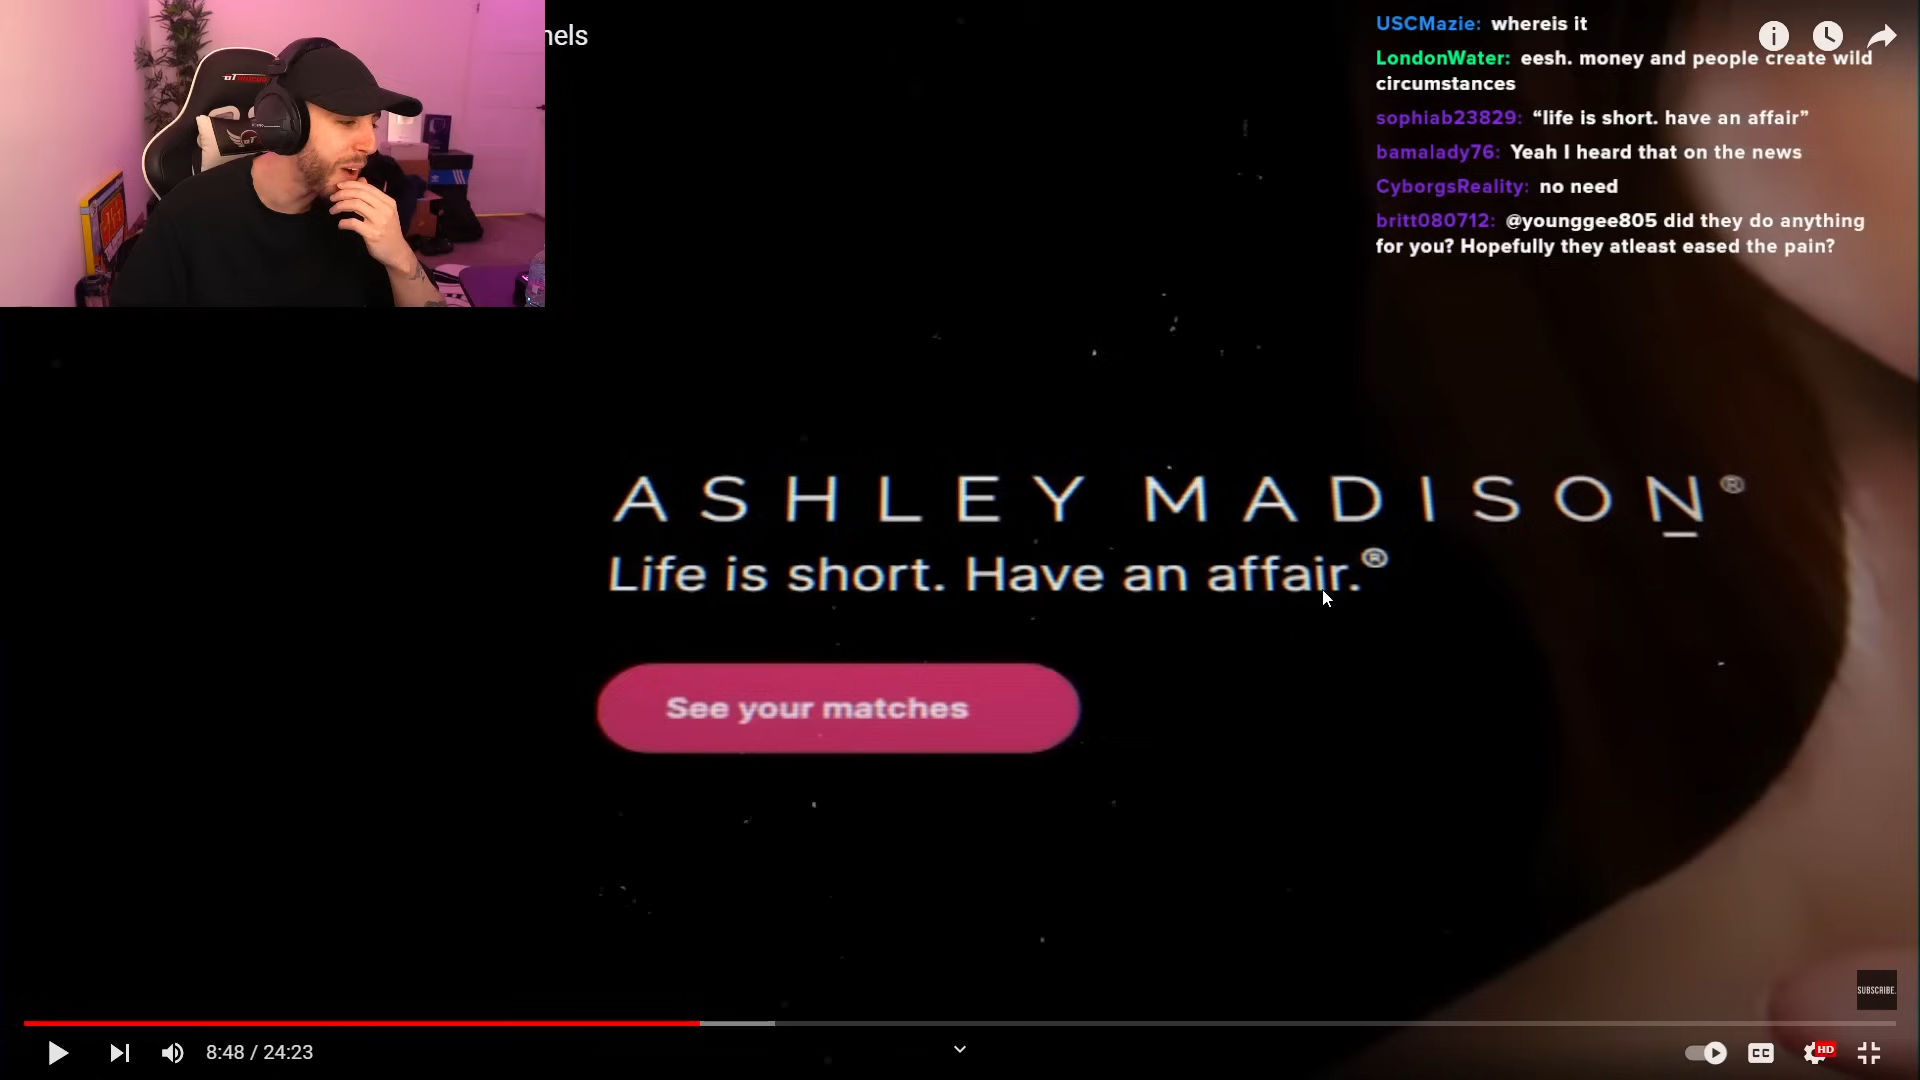 nels
USCMazie: whereis it
LondonWater: eesh. money and people create wild
circumstances
sophiab23829: “life is short. have an affair”
bamalady76: Yeah I heard that on the news
CyborgsReality: no need
britt080712: @younggee805 did they do anything
for you? Hopefully they atleast eased the pain?
ASHLEY MADISON®
Life is short. Have an affair.®
See your matches
SUBSCRIBE.
8:48 / 24:23
CC
HD